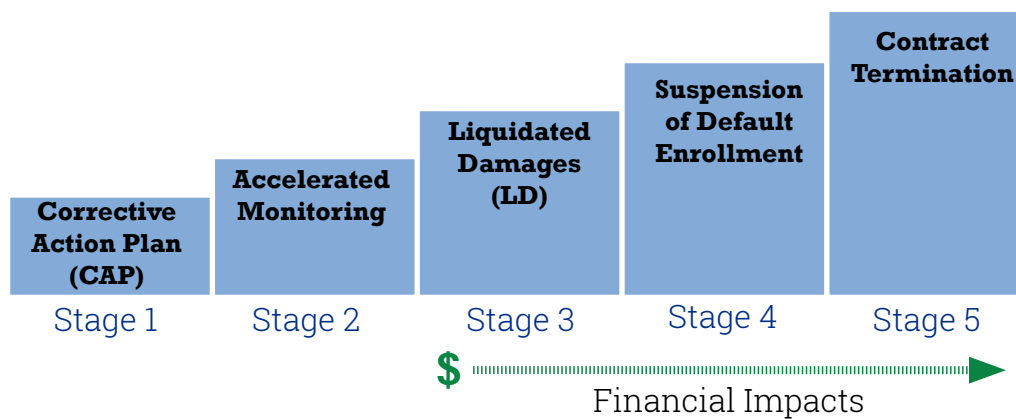 Corrective
Action Plan
(CAP)
Stage 1
Accelerated
Monitoring
Stage 2
Liquidated
Damages
(LD)
Stage 3
Suspension
of Default
Enrollment
Stage 4
Contract
Termination
Stage 5
$
Financial Impacts